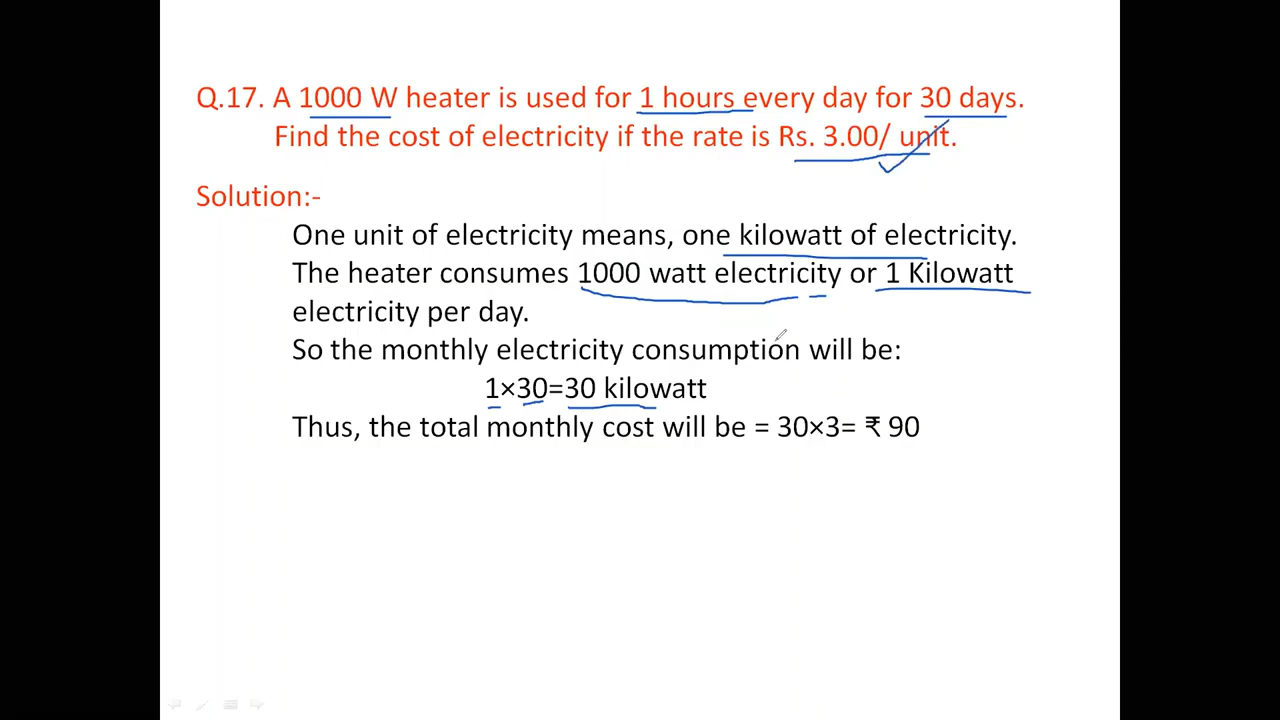 Q.17. A 1000 W heater is used for 1 hours every day for 30 days.
Find the cost of electricity if the rate is Rs. 3.00/ unit.
Solution:-
One unit of electricity means, one kilowatt of electricity.
The heater consumes 1000 watt electricity or 1 Kilowatt
electricity per day.
So the monthly electricity consumption will be:
1×30=30 kilowatt
Thus, the total monthly cost will be = 30×3= ₹ 90